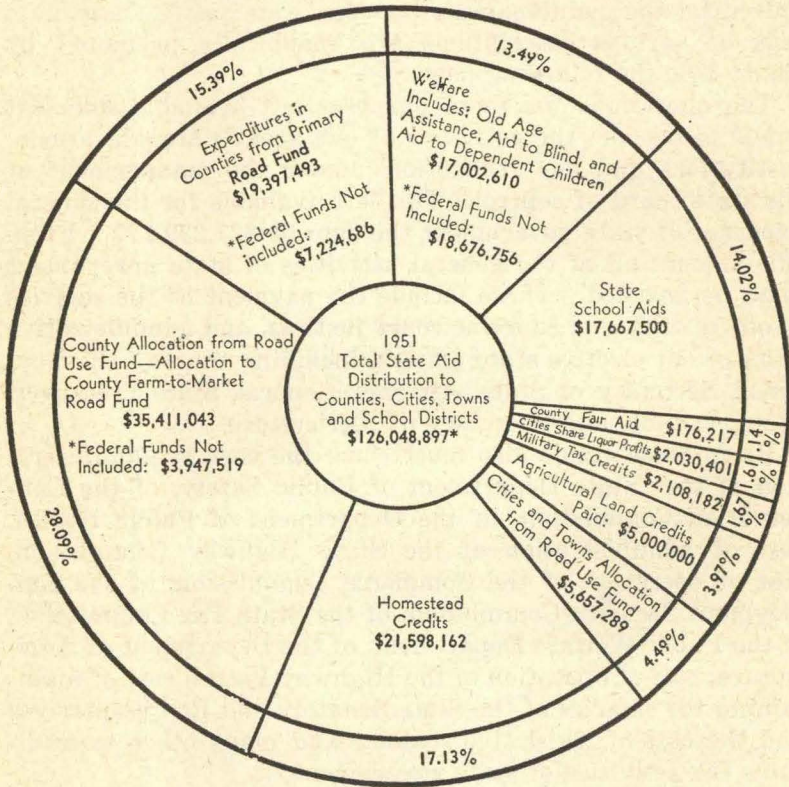 15.39%
Expenditures in
Counties from Primary
Road Fund
$19,397,493
*Federal Funds Not
included: $7,224,686
13.49%
Welfare
Includes: Old Age
Assistance, Aid to Blind, and
Aid to Dependent Children
$17,002,610
*Federal Funds Not
Included:
$18,676,756
14.02%
State
School Aids
$17,667,500
County Fair Aid $176,217 .14%
Cities Share Liquor Profits $2,030,401 1.61%
Military Tax Credits $2,108,182 1.67%
Agricultural Land Credits
Paid: $5,000,000
3.97%
Cities and Towns Allocation
from Road Use Fund
$5,657,289
4.49%
Homestead
Credits
$21,598,162
17.13%
County Allocation from Road
Use Fund—Allocation to
County Farm-to-Market
Road Fund
$35,411,043
*Federal Funds Not
Included: $3,947,519
28.09%
1951
Total State Aid
Distribution to
Counties, Cities, Towns
and School Districts
$126,048,897*